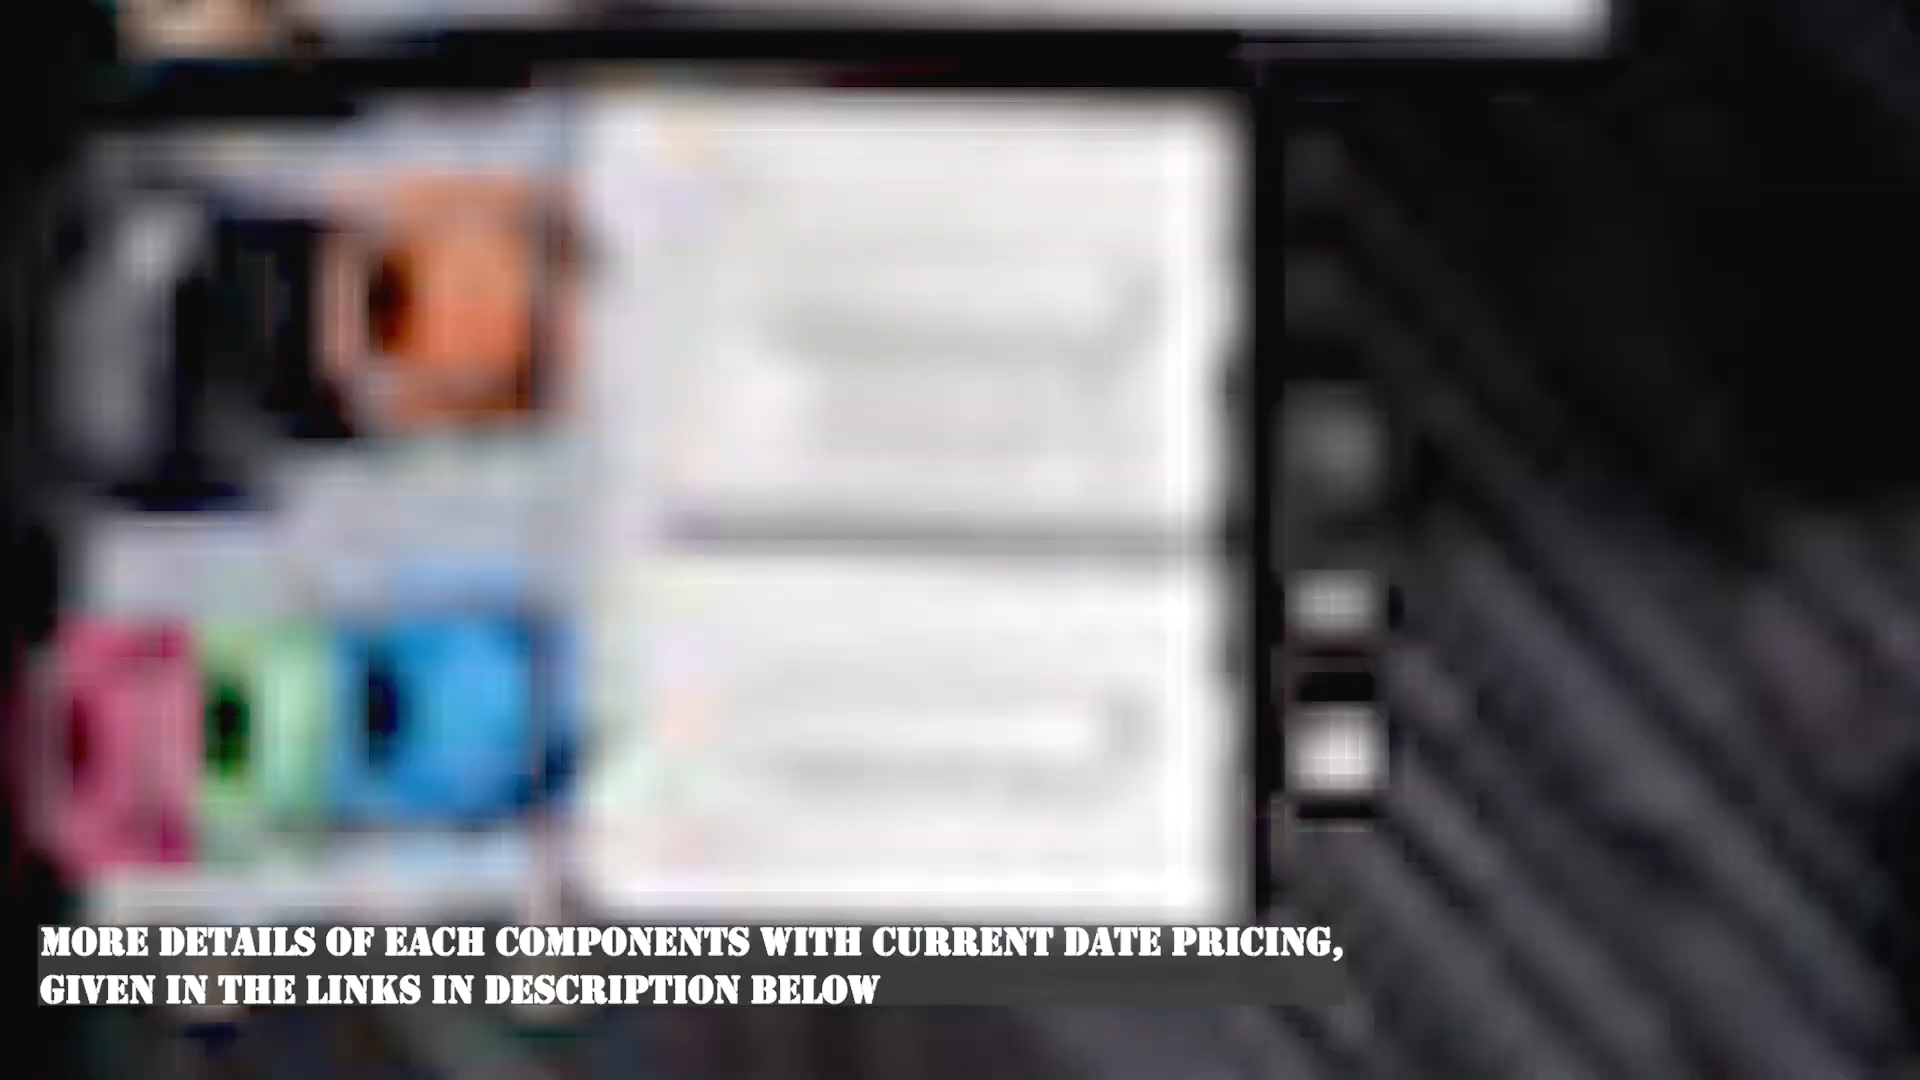 MORE DETAILS OF EACH COMPONENTS WITH CURRENT DATE PRICING,
GIVEN IN THE LINKS IN DESCRIPTION BELOW